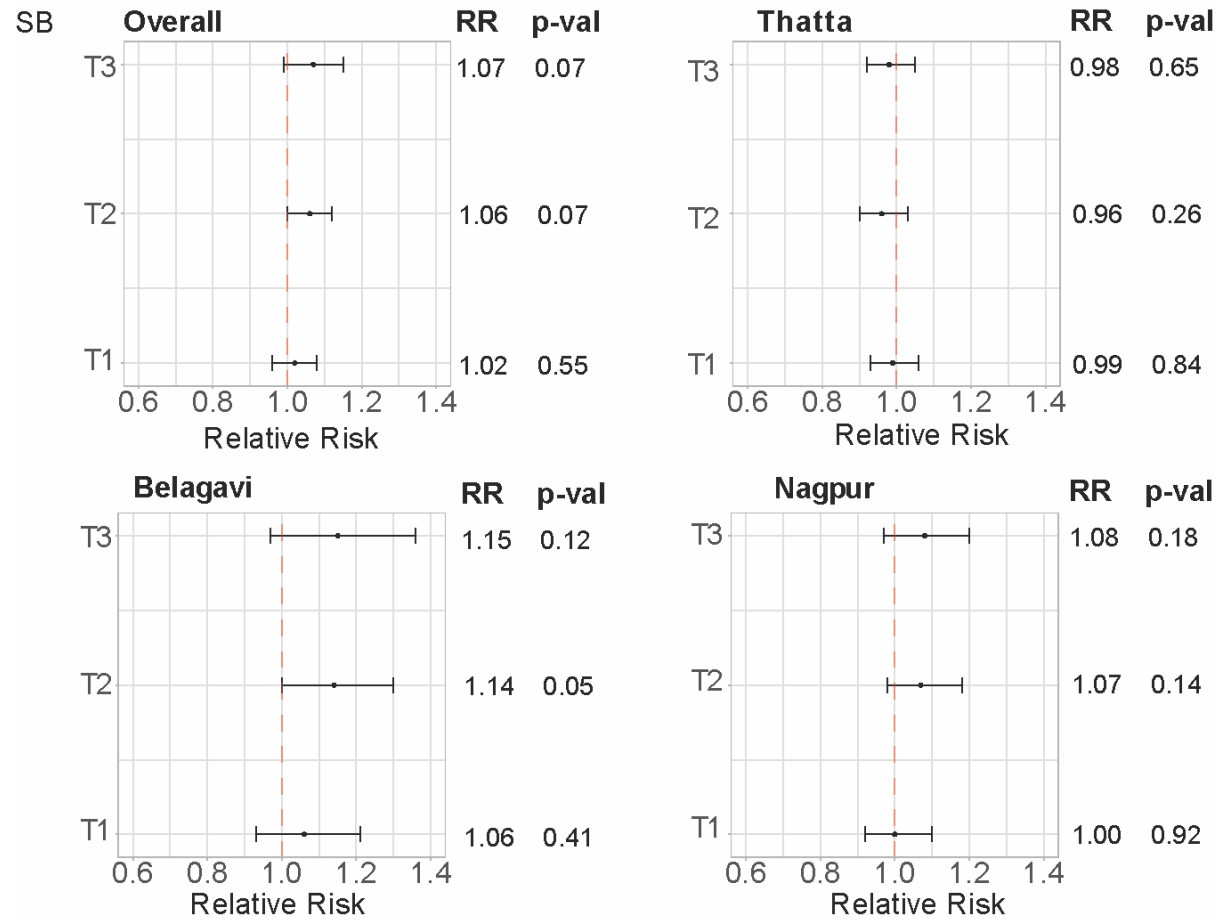 SB
Overall RR p-val
T3 1.07 0.07
T2 1.06 0.07
T1 1.02 0.55
0.6 0.8 1.0 1.2 1.4
Relative Risk
Thatta RR p-val
T3 0.98 0.65
T2 0.96 0.26
T1 0.99 0.84
0.6 0.8 1.0 1.2 1.4
Relative Risk
Belagavi RR p-val
T3 1.15 0.12
T2 1.14 0.05
T1 1.06 0.41
0.6 0.8 1.0 1.2 1.4
Relative Risk
Nagpur RR p-val
T3 1.08 0.18
T2 1.07 0.14
T1 1.00 0.92
0.6 0.8 1.0 1.2 1.4
Relative Risk